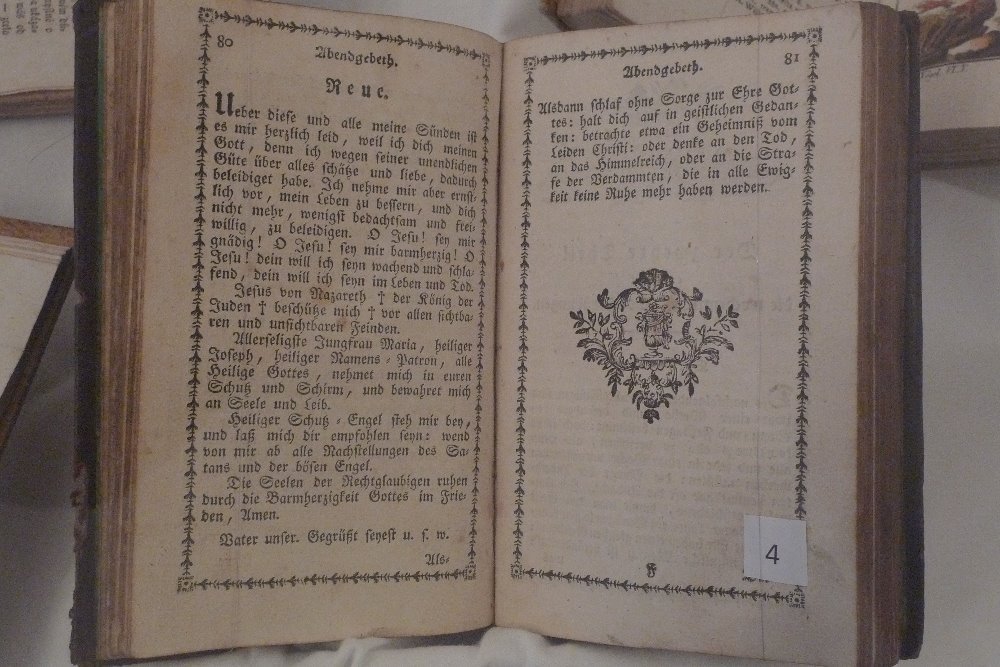 80
Abendgebeth.
Reue.
Ueber diese und alle meine Sünden ist
es mir herzlich leid, weil ich dich meinen
Gott, denn ich wegen seiner unendlichen
Güte über alles schätze und liebe, dadurch
beleidiget habe. Ich nehme mir aber ernst-
lich vor, mein Leben zu bessern, und dich
nicht mehr, wenigst bedachtsam und frei-
willig, zu beleidigen. O Jesu! sey mir
gnädig! O Jesu! sey mir barmherzig! O
Jesu! dein will ich seyn wachend und schla-
fend, dein will ich seyn im Leben und Tod.
Jesus von Nazareth † der König der
Juden † beschütze mich † vor allen sichtba-
ren und unsichtbaren Feinden.
Allerseligste Jungfrau Maria, heiliger
Joseph, heiliger Namens-Patron, alle
Heilige Gottes, nehmet mich in euren
Schutz und Schirm, und bewahret mich
an Seele und Leib.
Heiliger Schutz-Engel steh mir bey,
und laß mich dir empfohlen seyn: wend
von mir ab alle Nachstellungen des Sa-
tans und der bösen Engel.
Die Seelen der Rechtglaubigen ruhen
durch die Barmherzigkeit Gottes im Frie-
den, Amen.
Vater unser. Gegrüßt seyest u. s. w.
Als-
Abendgebeth.
81
Alsdann schlaf ohne Sorge zur Ehre Got-
tes: halt dich auf in geistlichen Gedan-
ken: betrachte etwa ein Geheimniß vom
Leiden Christi: oder denke an den Tod,
an das Himmelreich, oder an die Stra-
fe der Verdammten, die in alle Ewig-
keit keine Ruhe mehr haben werden.
F
4